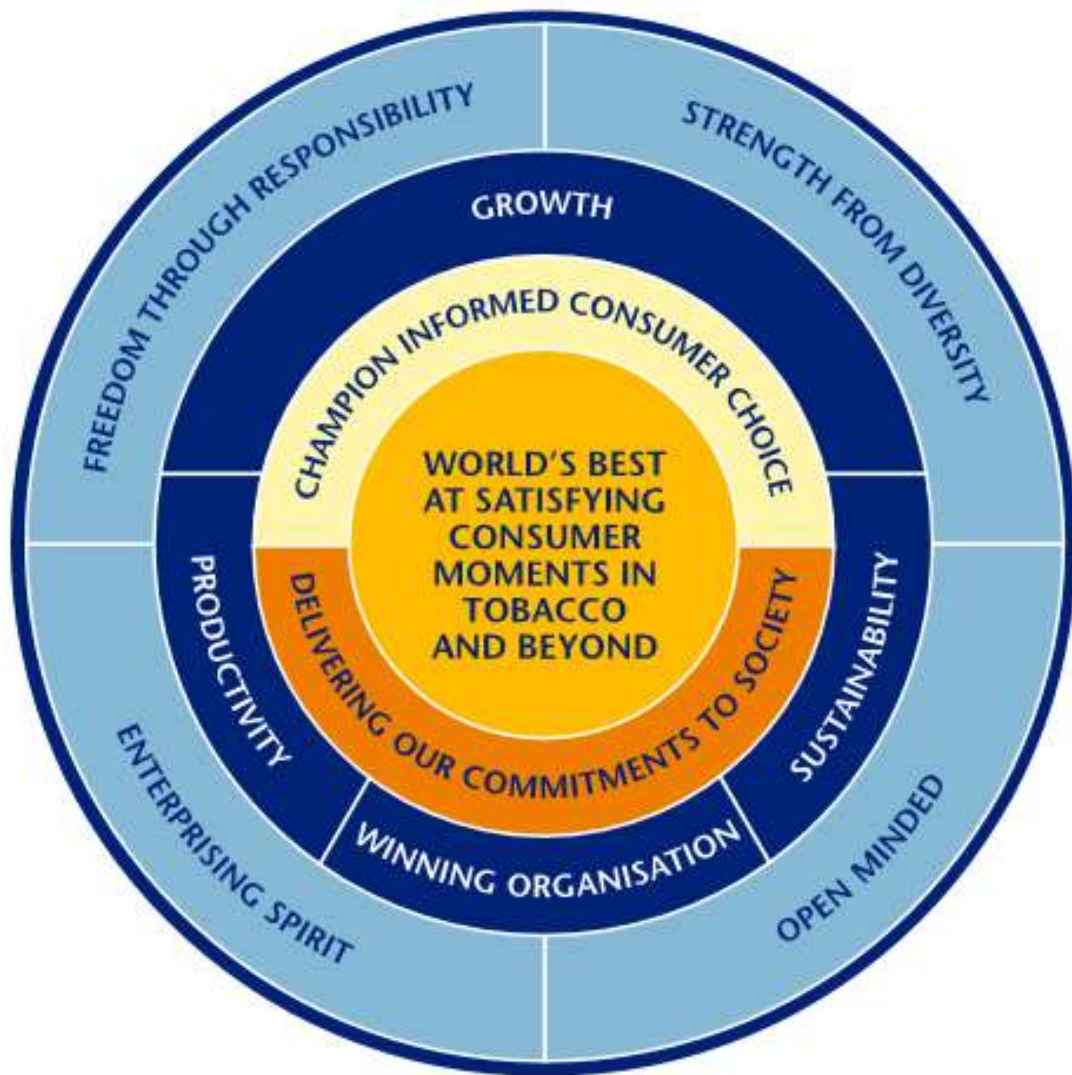 FREEDOM THROUGH RESPONSIBILITY
STRENGTH FROM DIVERSITY
GROWTH
CHAMPION INFORMED CONSUMER CHOICE
WORLD'S BEST
AT SATISFYING
CONSUMER
MOMENTS IN
TOBACCO
AND BEYOND
DELIVERING OUR COMMITMENTS TO SOCIETY
PRODUCTIVITY
WINNING ORGANISATION
SUSTAINABILITY
ENTERPRISING SPIRIT
OPEN MINDED